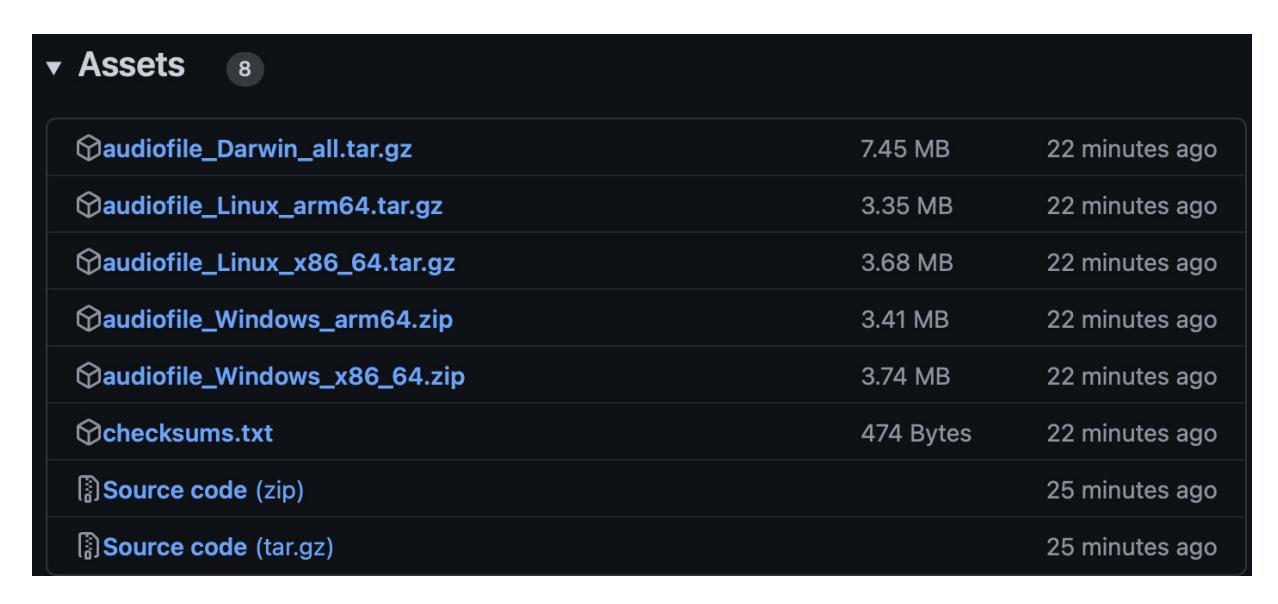 ▼ Assets 8
audiofile_Darwin_all.tar.gz 7.45 MB 22 minutes ago
audiofile_Linux_arm64.tar.gz 3.35 MB 22 minutes ago
audiofile_Linux_x86_64.tar.gz 3.68 MB 22 minutes ago
audiofile_Windows_arm64.zip 3.41 MB 22 minutes ago
audiofile_Windows_x86_64.zip 3.74 MB 22 minutes ago
checksums.txt 474 Bytes 22 minutes ago
Source code (zip) 25 minutes ago
Source code (tar.gz) 25 minutes ago